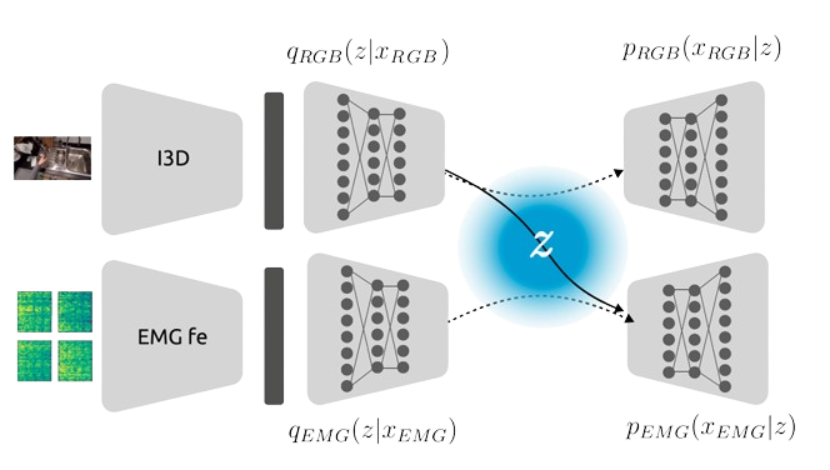 q_{RGB}(z|x_{RGB})
p_{RGB}(x_{RGB}|z)
I3D
z
EMG fe
q_{EMG}(z|x_{EMG})
p_{EMG}(x_{EMG}|z)